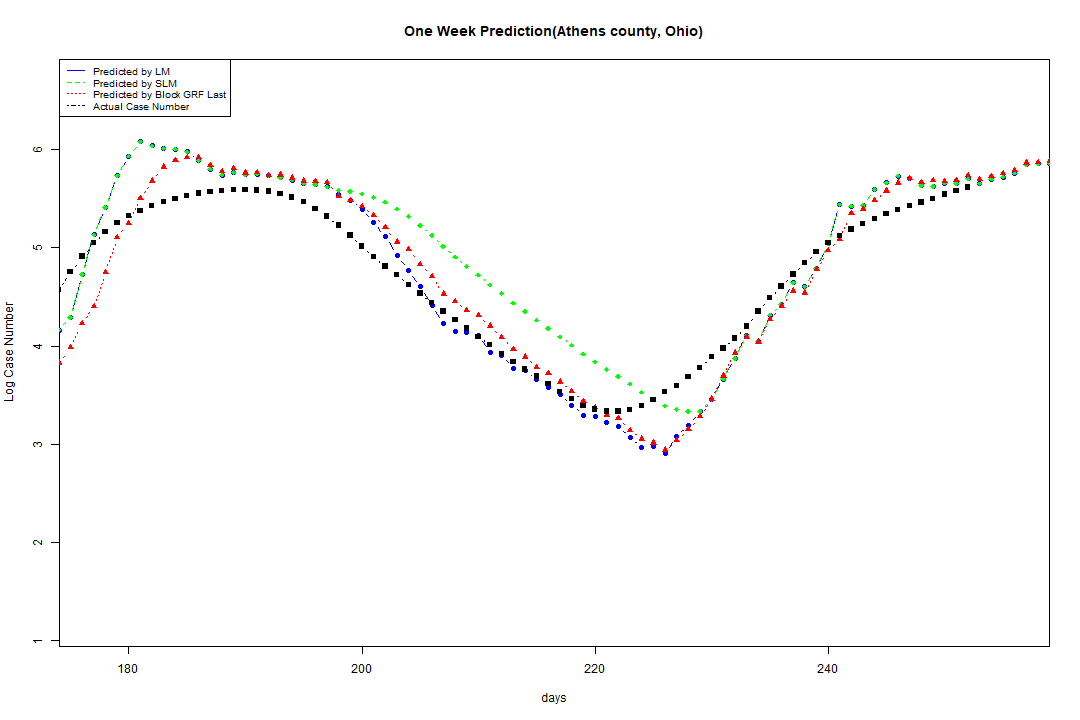 One Week Prediction(Athens county, Ohio)
Predicted by LM
Predicted by SLM
Predicted by Block GRF Last
Actual Case Number
6
5
4
3
2
1
Log Case Number
180 200 220 240
days